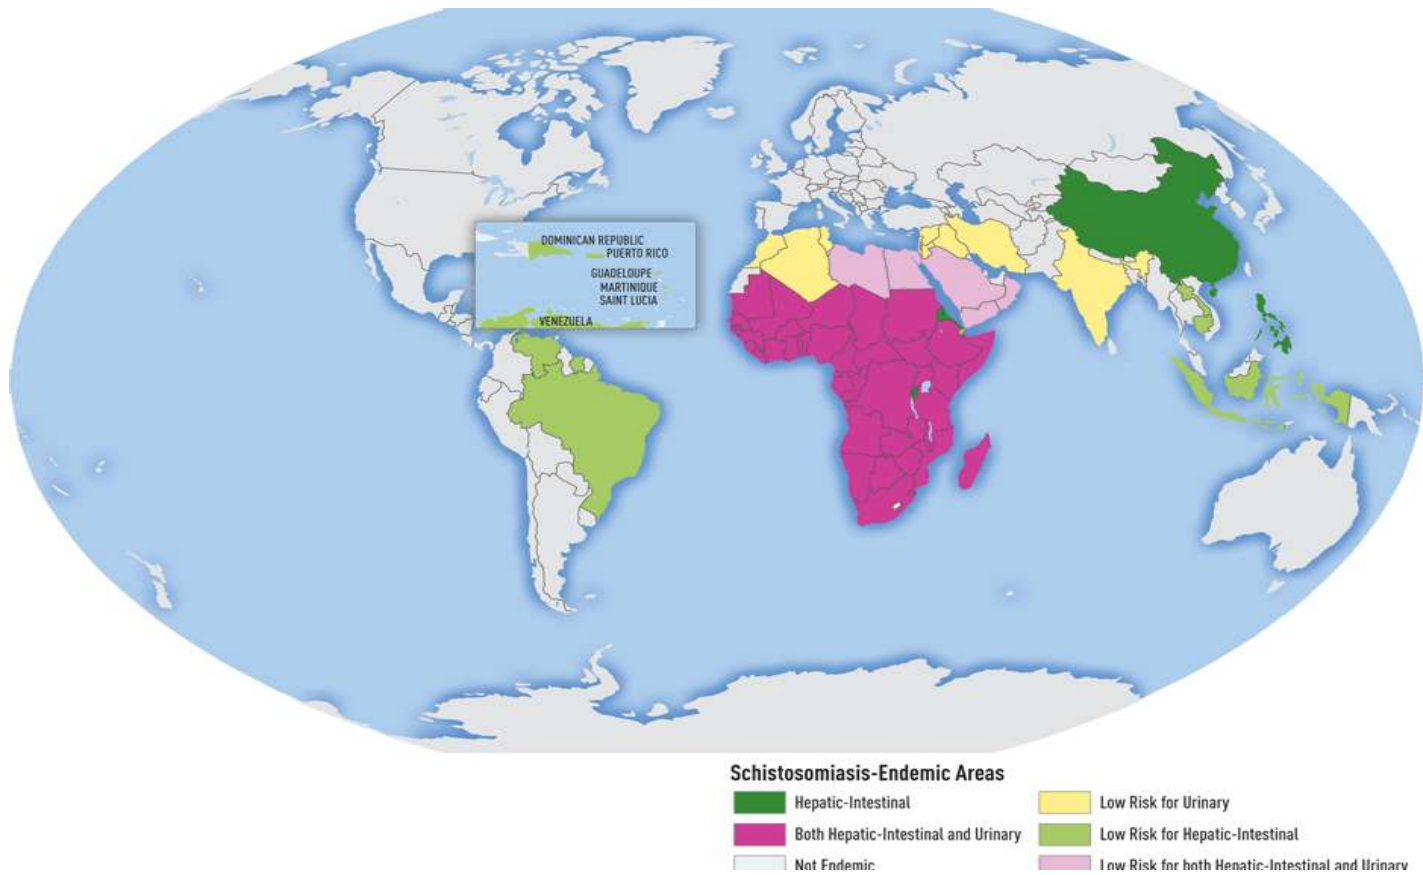 DOMINICAN REPUBLIC
PUERTO RICO
GUADELOUPE
MARTINIQUE
SAINT LUCIA
VENEZUELA
Schistosomiasis-Endemic Areas
Hepatic-Intestinal
Low Risk for Urinary
Both Hepatic-Intestinal and Urinary
Low Risk for Hepatic-Intestinal
Not Endemic
Low Risk for both Hepatic-Intestinal and Urinary